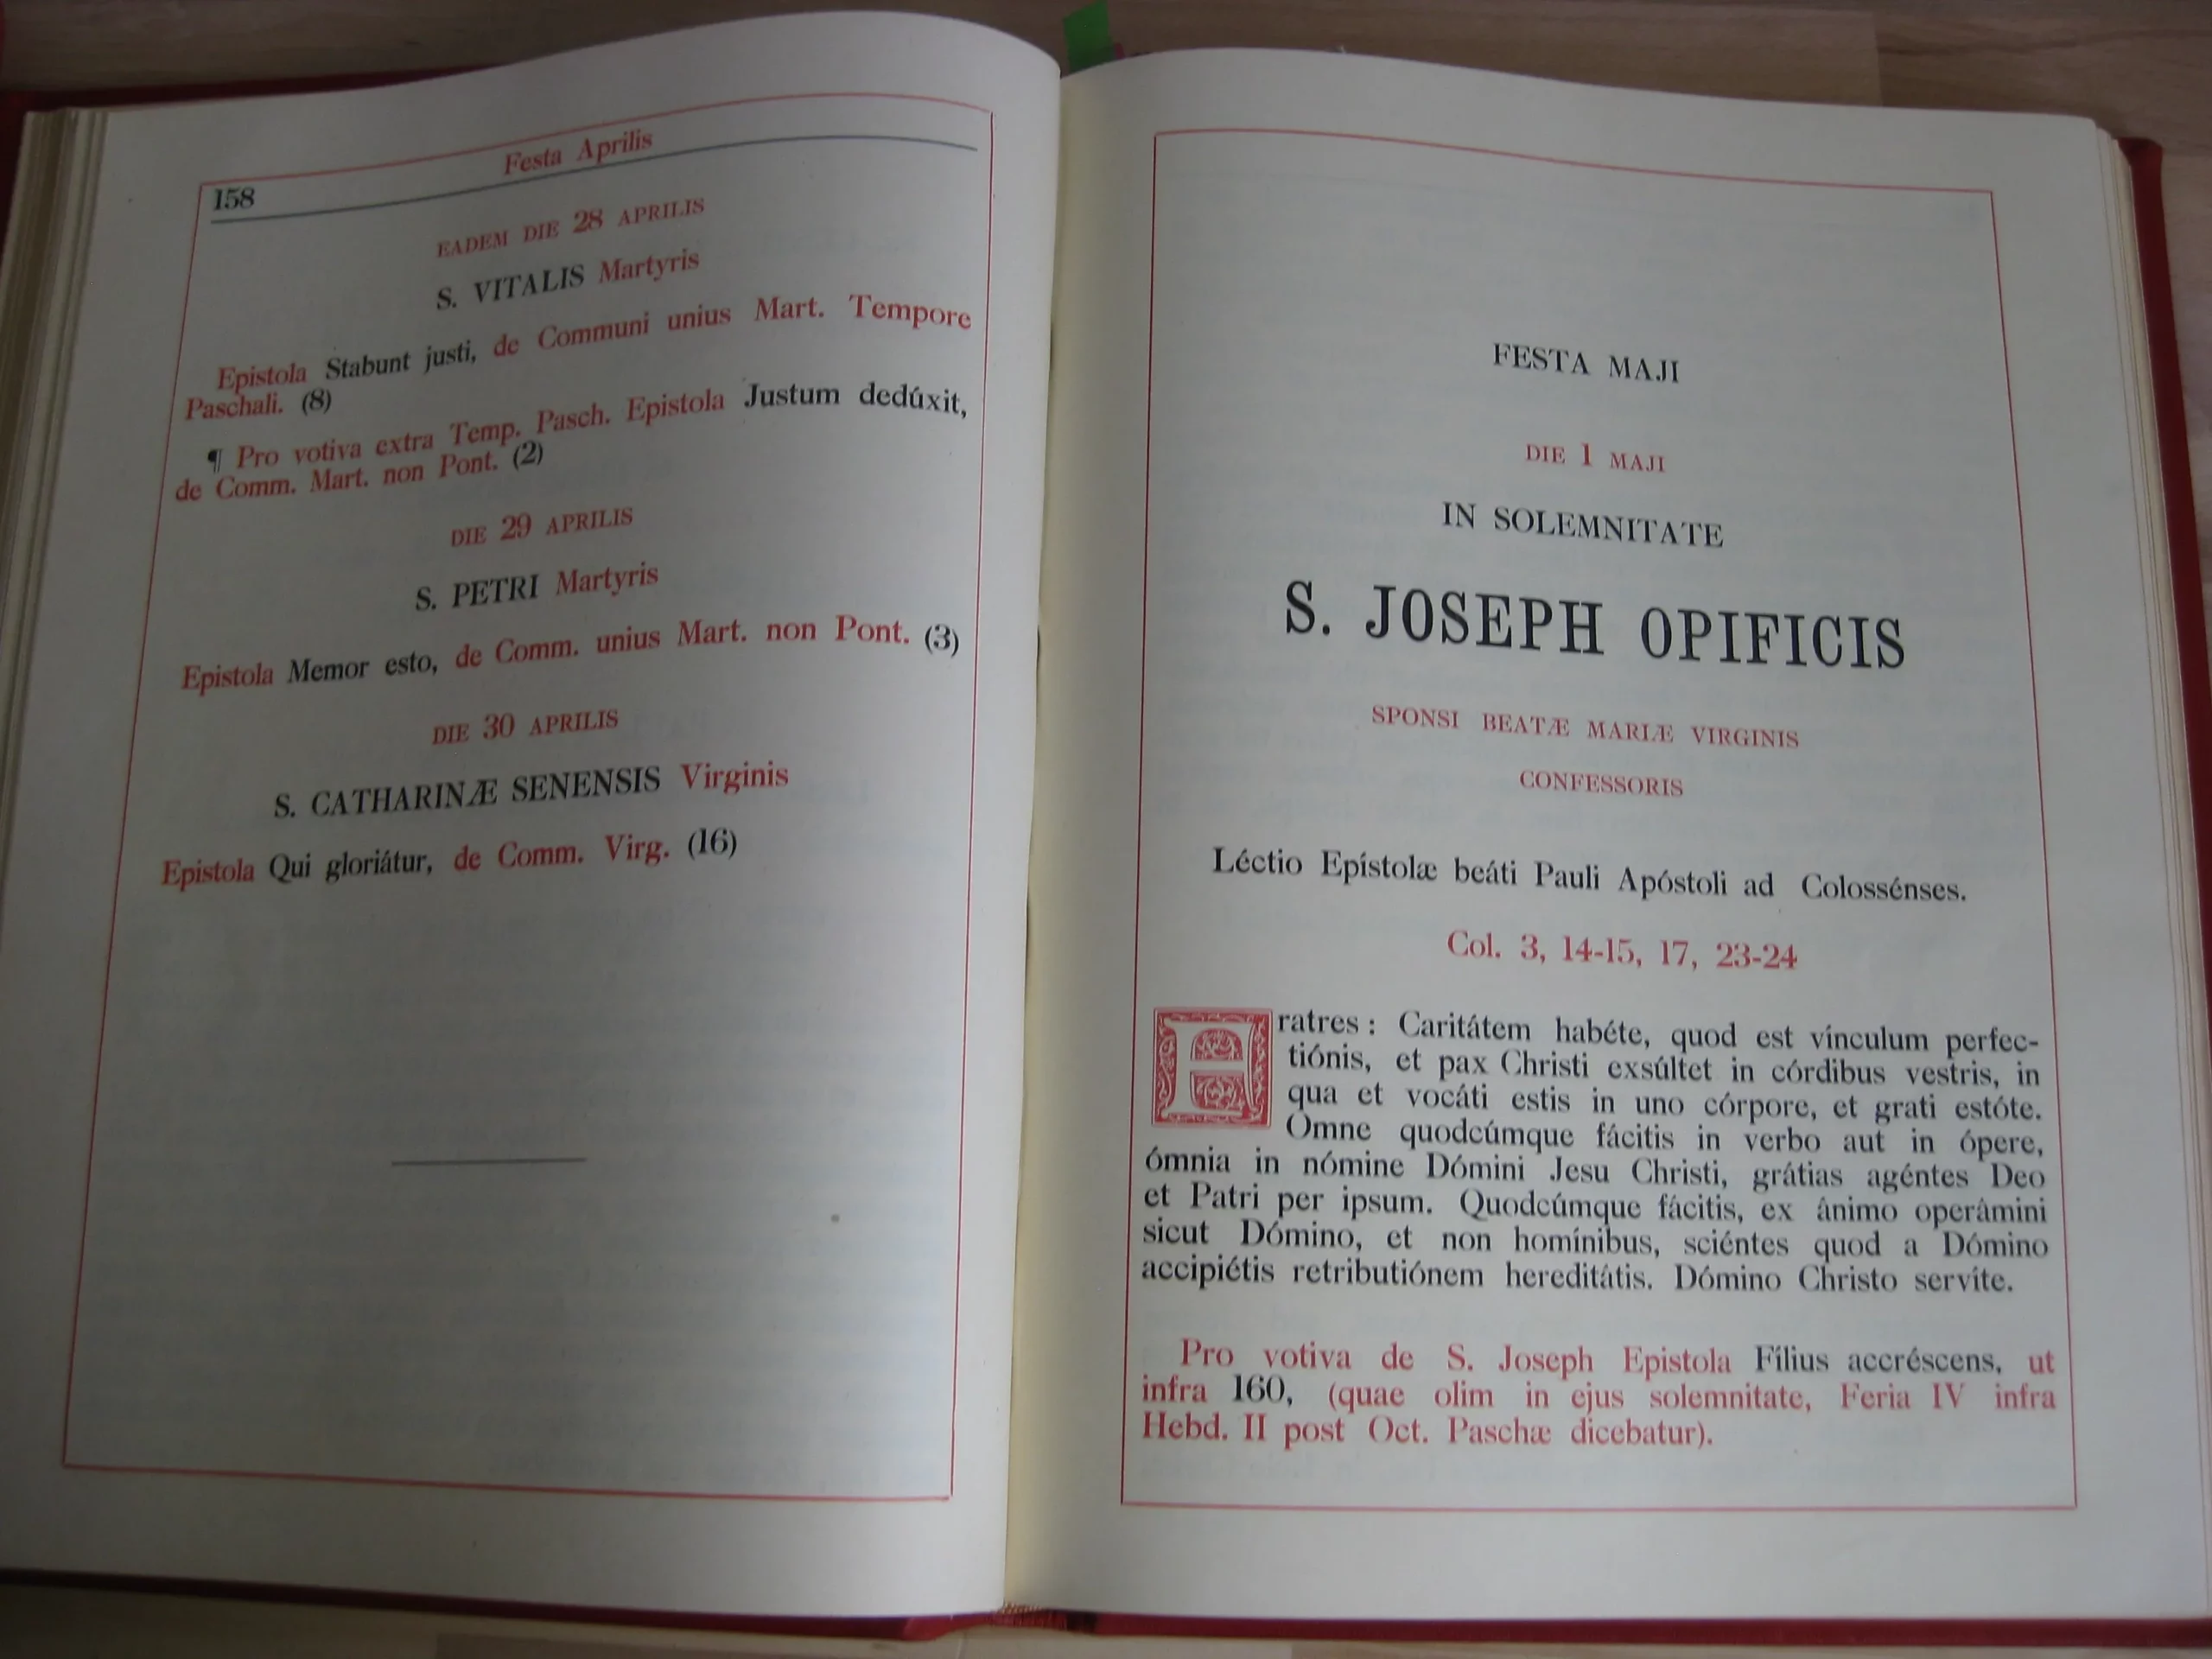 158
Festa Aprilis
EADEM DIE 28 APRILIS
S. VITALIS Martyris
Epistola Stabunt justi, de Communi unius Mart. Tempore
Paschali. (8)
¶ Pro votiva extra Temp. Pasch. Epistola Justum dedúxit,
de Comm. Mart. non Pont. (2)
DIE 29 APRILIS
S. PETRI Martyris
Epistola Memor esto, de Comm. unius Mart. non Pont. (3)
DIE 30 APRILIS
S. CATHARINÆ SENENSIS Virginis
Epistola Qui gloriátur, de Comm. Virg. (16)
FESTA MAJI
DIE 1 MAJI
IN SOLEMNITATE
S. JOSEPH OPIFICIS
SPONSI BEATÆ MARIÆ VIRGINIS
CONFESSORIS
Léctio Epístolæ beáti Pauli Apóstoli ad Colossénses.
Col. 3, 14-15, 17, 23-24
Fratres : Caritátem habéte, quod est vínculum perfec-
tiónis, et pax Christi exsúltet in córdibus vestris, in
qua et vocáti estis in uno córpore, et grati estóte.
Omne quodcúmque fácitis in verbo aut in ópere,
ómnia in nómine Dómini Jesu Christi, grátias agéntes Deo
et Patri per ipsum. Quodcúmque fácitis, ex ánimo operámini
sicut Dómino, et non homínibus, sciéntes quod a Dómino
accipiétis retributiónem hereditátis. Dómino Christo servíte.
Pro votiva de S. Joseph Epistola Fílius accréscens, ut
infra 160, (quae olim in ejus solemnitate, Feria IV infra
Hebd. II post Oct. Paschæ dicebatur).